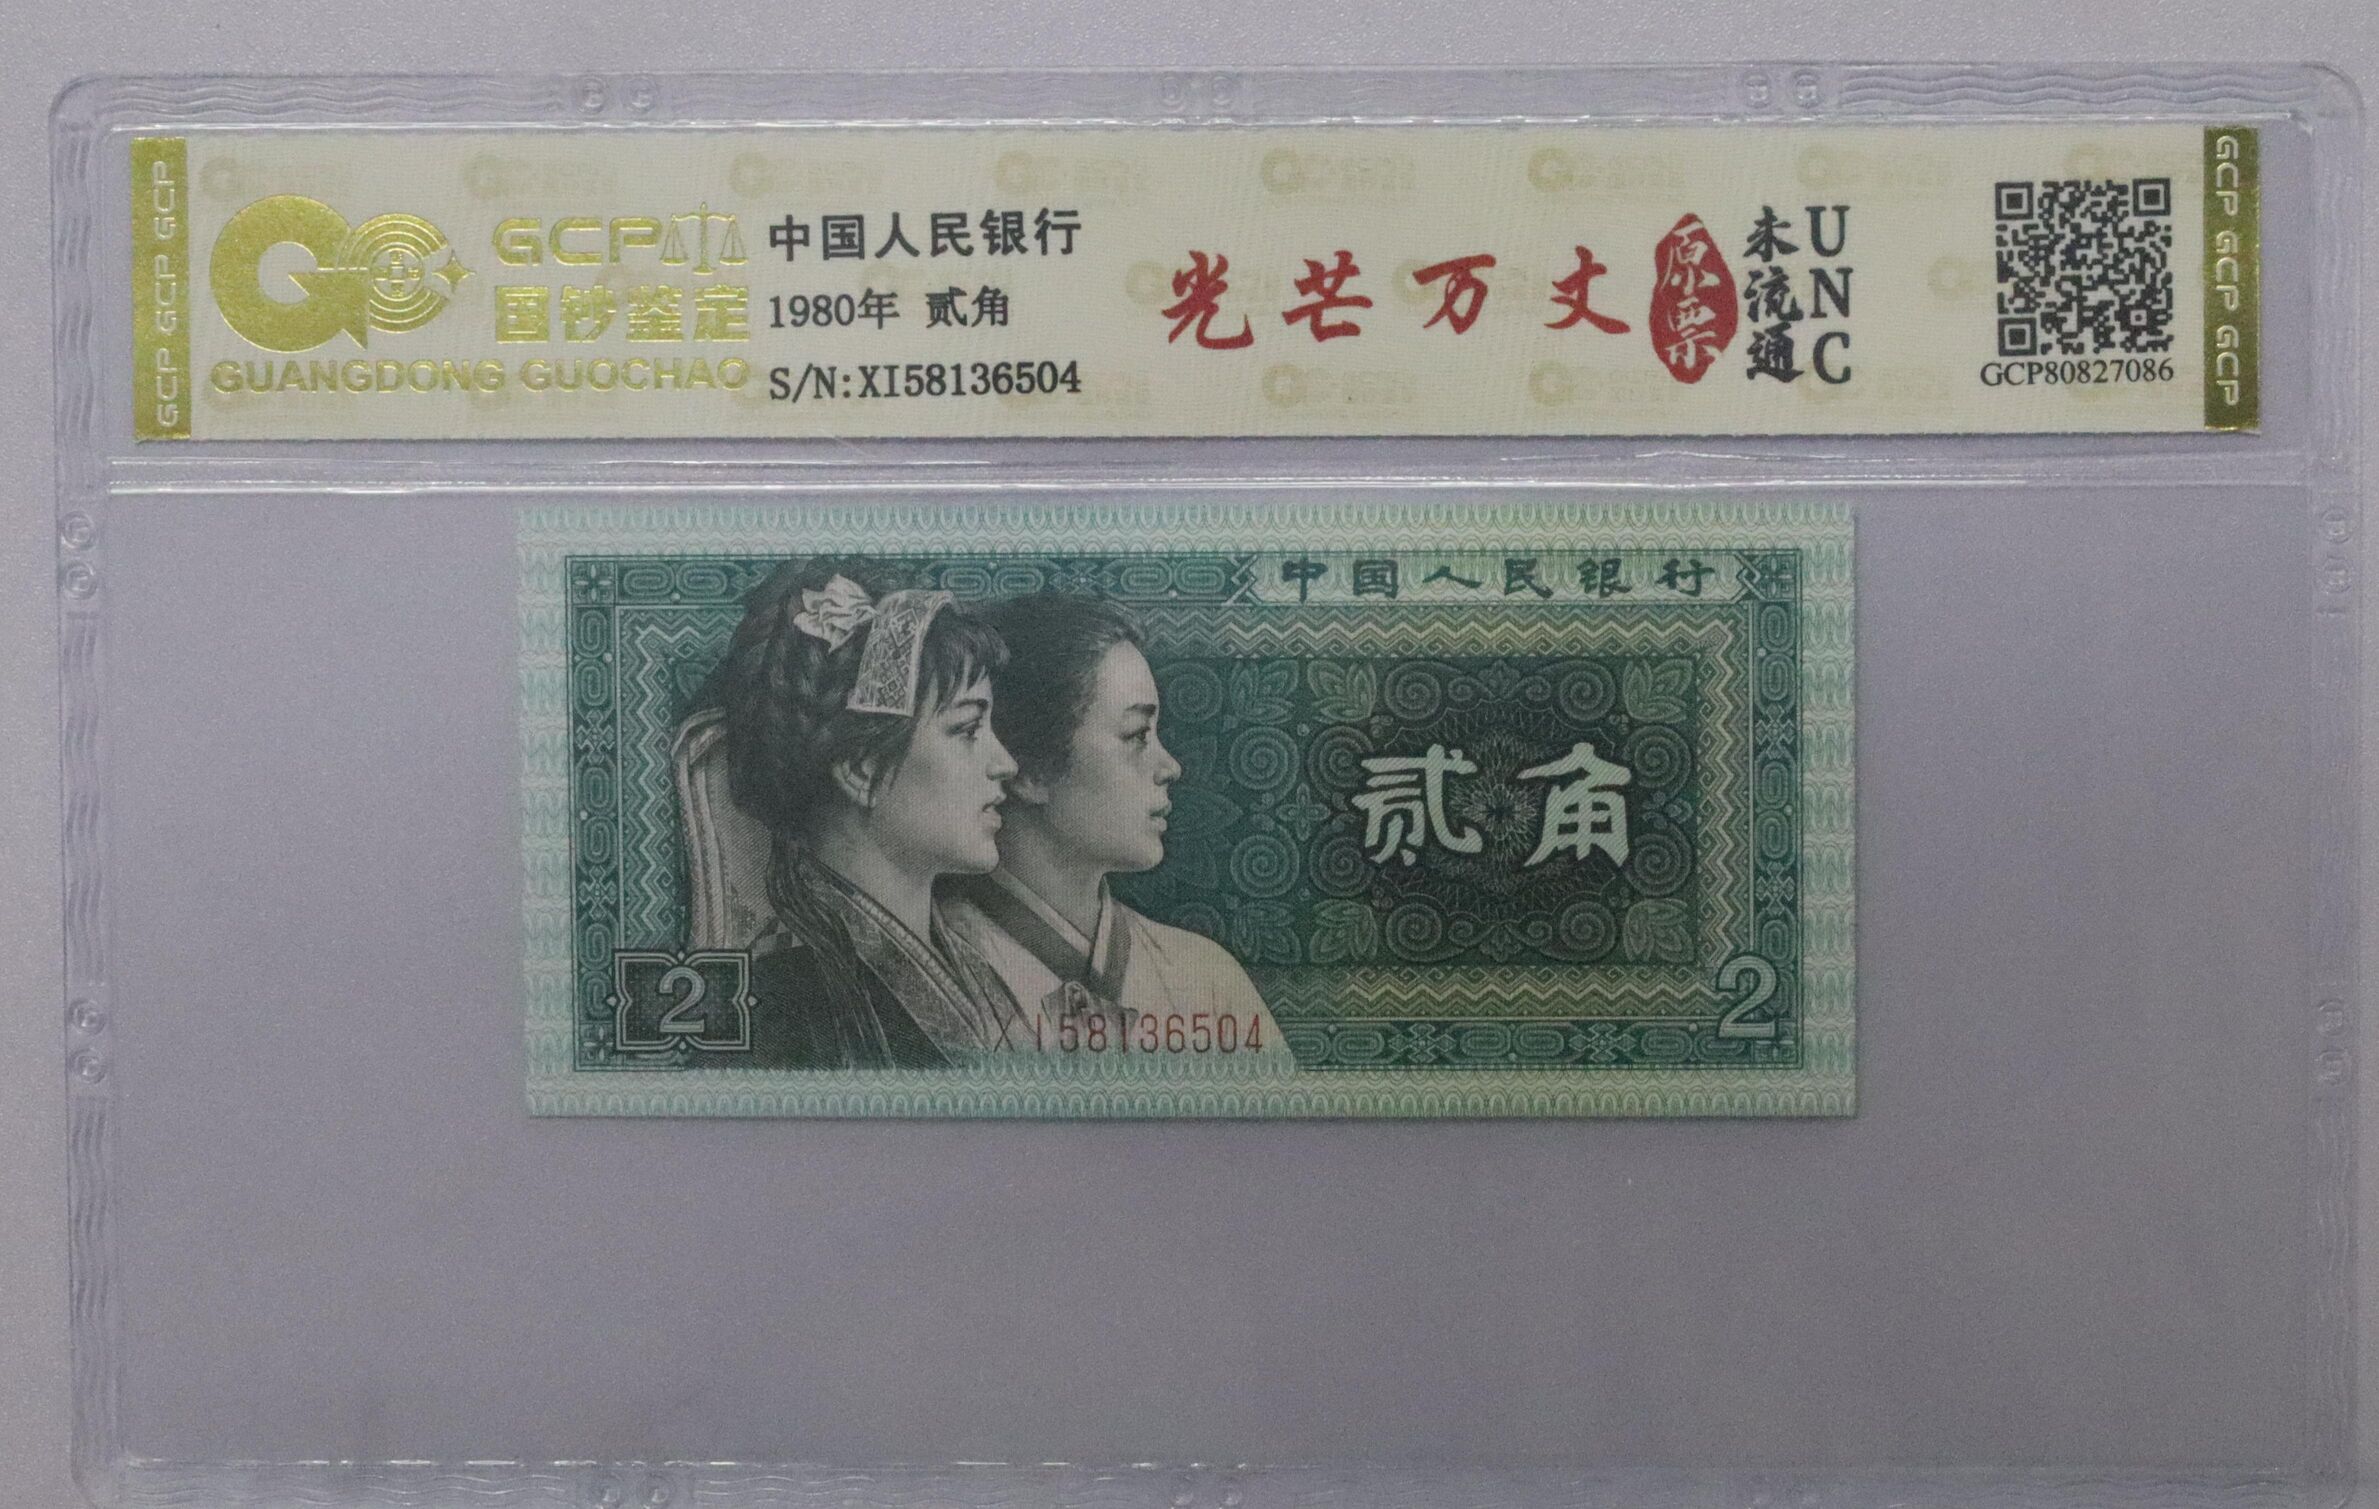 GCP GCP GCP
GCP
国钞鉴定
GUANGDONG GUOCHAO
中国人民银行
1980年 贰角
S/N:XI58136504
光芒万丈
原票
未流通
UNC
GCP80827086
GCP GCP GCP
中国人民银行
贰角
2
2
XI58136504